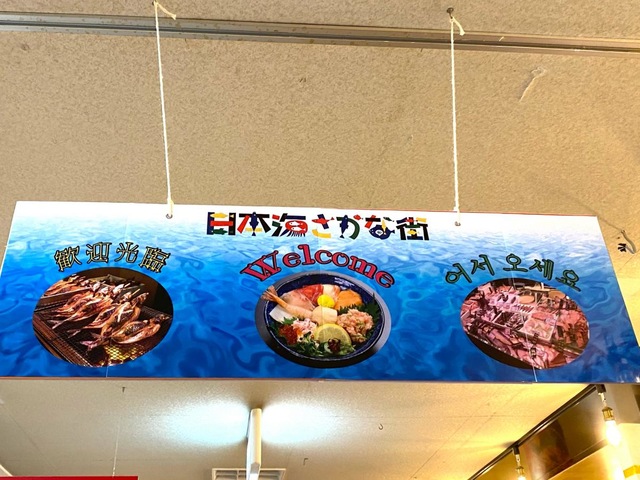 日本海さかな街
歓迎光臨
Welcome
어서 오세요